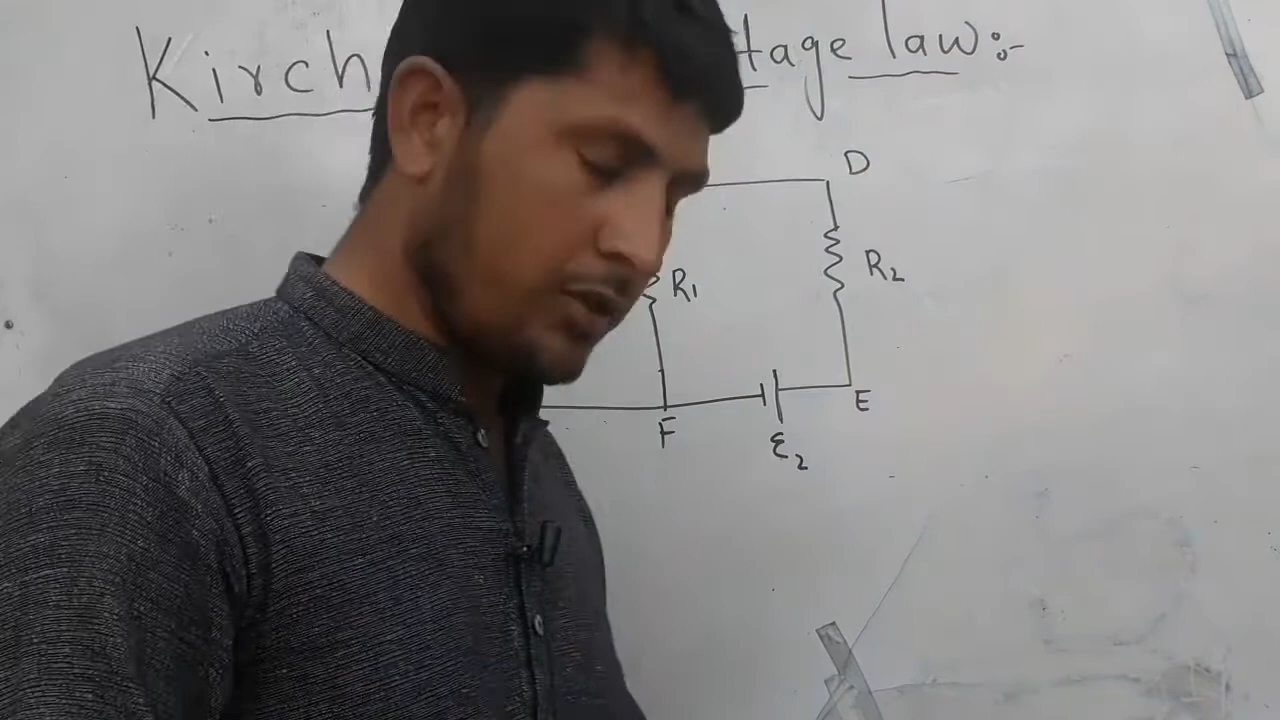 Kirch tage law:-
D
R₁
R₂
F
E
ε₂